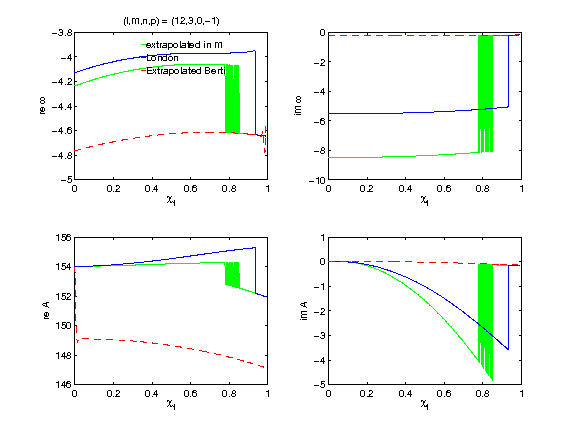 (l,m,n,p) = (12,3,0,−1)
−3.8
−4
−4.2
−4.4
−4.6
−4.8
−5
re ω
extrapolated in m
London
Extrapolated Berti
0 0.2 0.4 0.6 0.8 1
χf
0
−2
−4
−6
−8
−10
im ω
0 0.2 0.4 0.6 0.8 1
χf
156
154
152
150
148
146
re A
0 0.2 0.4 0.6 0.8 1
χf
1
0
−1
−2
−3
−4
−5
im A
0 0.2 0.4 0.6 0.8 1
χf